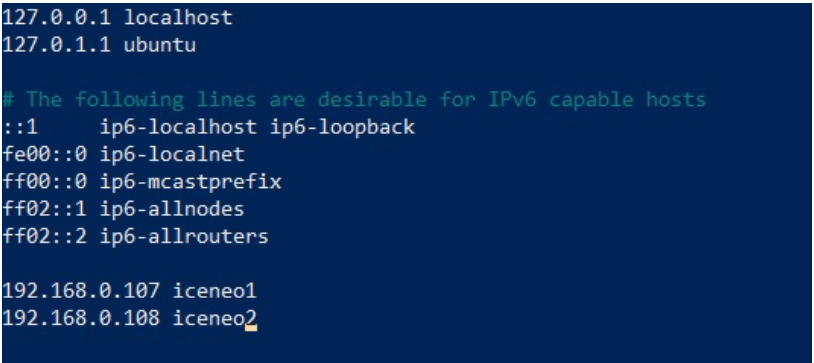 127.0.0.1 localhost
127.0.1.1 ubuntu
# The following lines are desirable for IPv6 capable hosts
::1     ip6-localhost ip6-loopback
fe00::0 ip6-localnet
ff00::0 ip6-mcastprefix
ff02::1 ip6-allnodes
ff02::2 ip6-allrouters
192.168.0.107 iceneo1
192.168.0.108 iceneo2